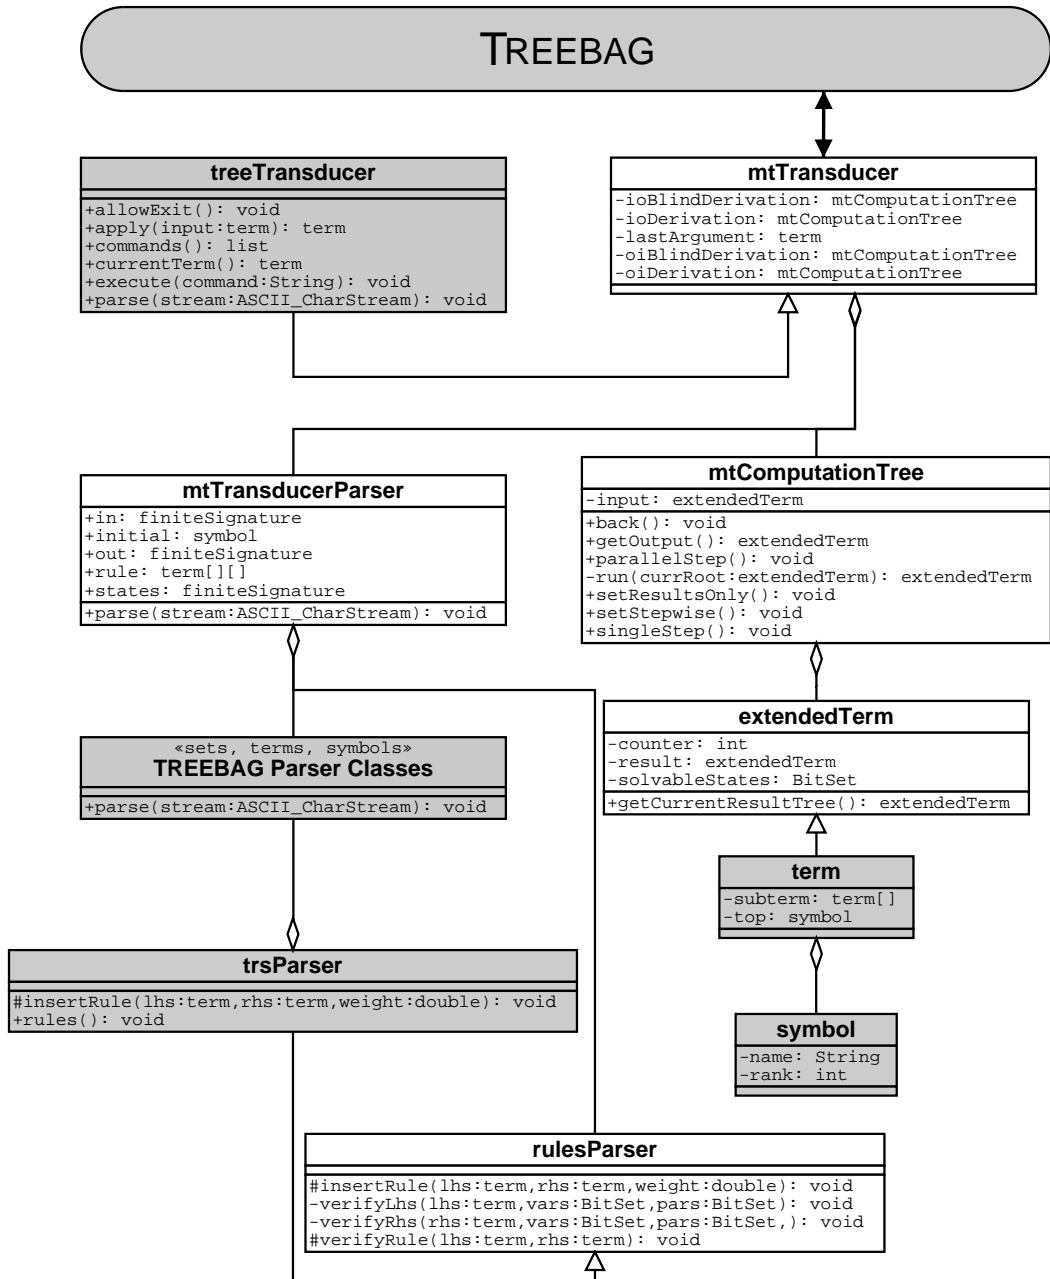 TREEBAG
treeTransducer
+allowExit(): void
+apply(input:term): term
+commands(): list
+currentTerm(): term
+execute(command:String): void
+parse(stream:ASCII_CharStream): void
mtTransducer
-ioBlindDerivation: mtComputationTree
-ioDerivation: mtComputationTree
-lastArgument: term
-oiBlindDerivation: mtComputationTree
-oiDerivation: mtComputationTree
mtTransducerParser
+in: finiteSignature
+initial: symbol
+out: finiteSignature
+rule: term[][]
+states: finiteSignature
+parse(stream:ASCII_CharStream): void
mtComputationTree
-input: extendedTerm
+back(): void
+getOutput(): extendedTerm
+parallelStep(): void
-run(currRoot:extendedTerm): extendedTerm
+setResultsOnly(): void
+setStepwise(): void
+singleStep(): void
extendedTerm
-counter: int
-result: extendedTerm
-solvableStates: BitSet
+getCurrentResultTree(): extendedTerm
«sets, terms, symbols»
TREEBAG Parser Classes
+parse(stream:ASCII_CharStream): void
term
-subterm: term[]
-top: symbol
trsParser
#insertRule(lhs:term,rhs:term,weight:double): void
+rules(): void
symbol
-name: String
-rank: int
rulesParser
#insertRule(lhs:term,rhs:term,weight:double): void
-verifyLhs(lhs:term,vars:BitSet,pars:BitSet): void
-verifyRhs(rhs:term,vars:BitSet,pars:BitSet,): void
#verifyRule(lhs:term,rhs:term): void